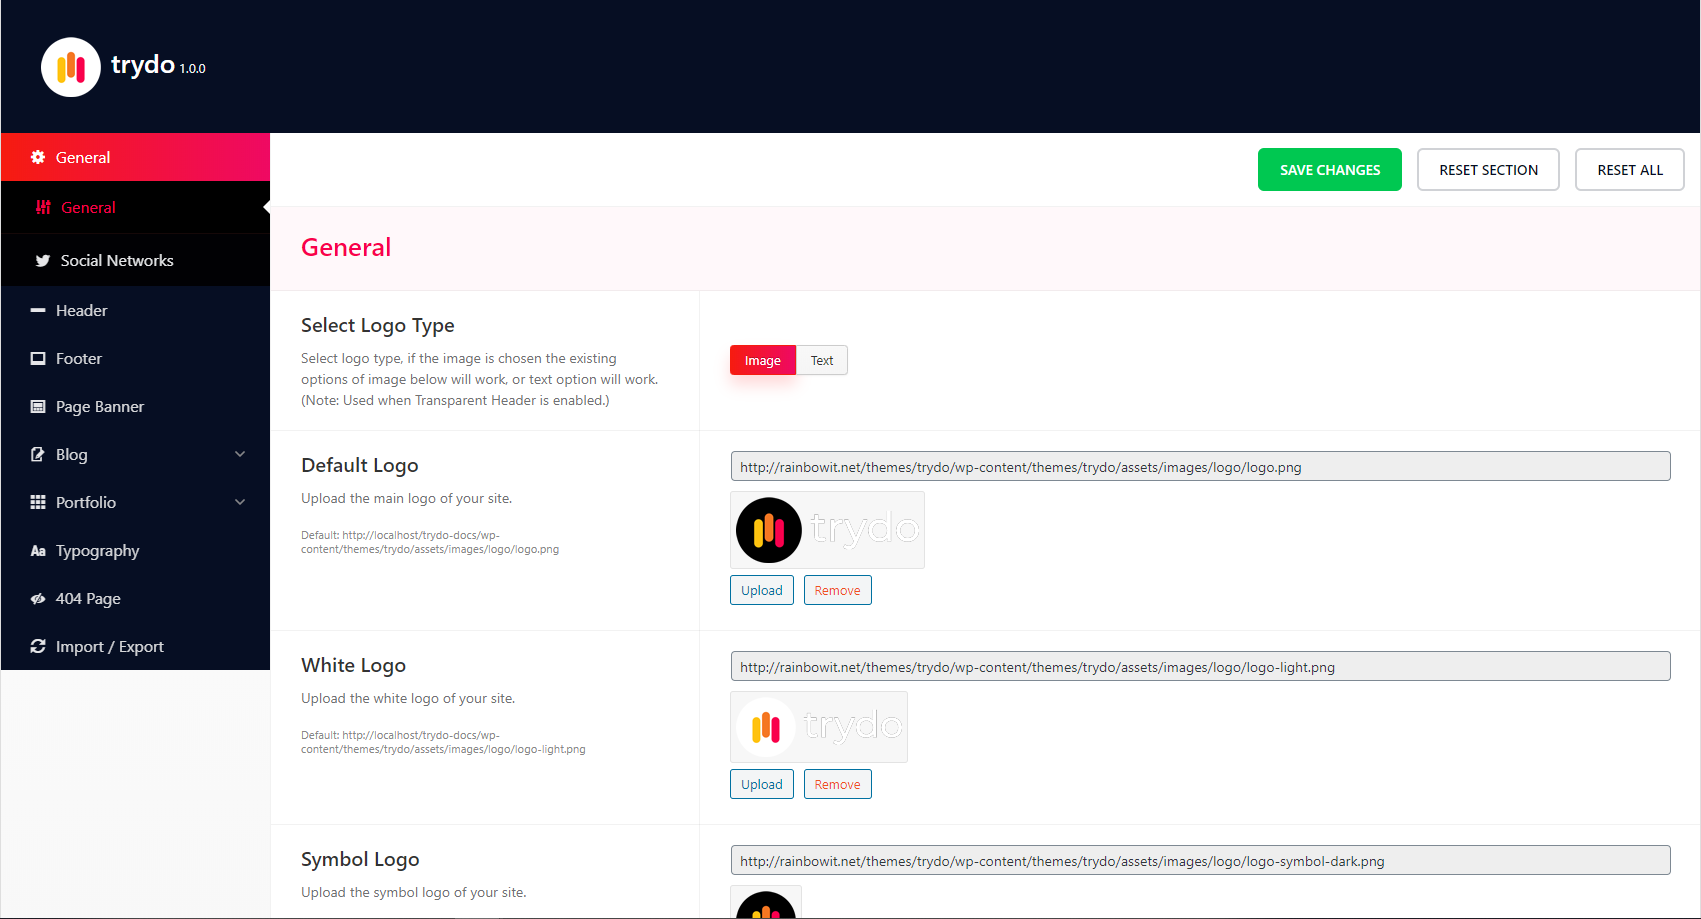 trydo 1.0.0
General
General
Social Networks
Header
Footer
Page Banner
Blog
Portfolio
Aa Typography
404 Page
Import / Export
SAVE CHANGES
RESET SECTION
RESET ALL
General
Select Logo Type
Select logo type, if the image is chosen the existing
options of image below will work, or text option will work.
(Note: Used when Transparent Header is enabled.)
Image
Text
Default Logo
Upload the main logo of your site.
Default: http://localhost/trydo-docs/wp-
content/themes/trydo/assets/images/logo/logo.png
http://rainbowit.net/themes/trydo/wp-content/themes/trydo/assets/images/logo/logo.png
trydo
Upload
Remove
White Logo
Upload the white logo of your site.
Default: http://localhost/trydo-docs/wp-
content/themes/trydo/assets/images/logo/logo-light.png
http://rainbowit.net/themes/trydo/wp-content/themes/trydo/assets/images/logo/logo-light.png
trydo
Upload
Remove
Symbol Logo
Upload the symbol logo of your site.
http://rainbowit.net/themes/trydo/wp-content/themes/trydo/assets/images/logo/logo-symbol-dark.png